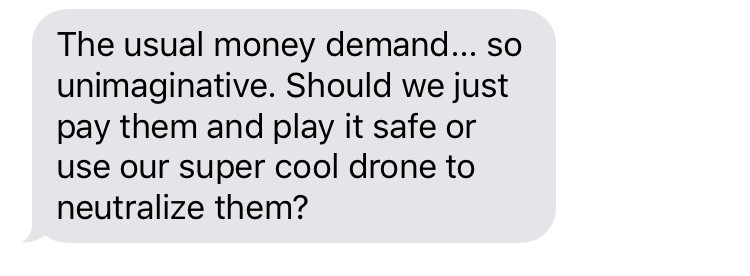 The usual money demand... so
unimaginative. Should we just
pay them and play it safe or
use our super cool drone to
neutralize them?